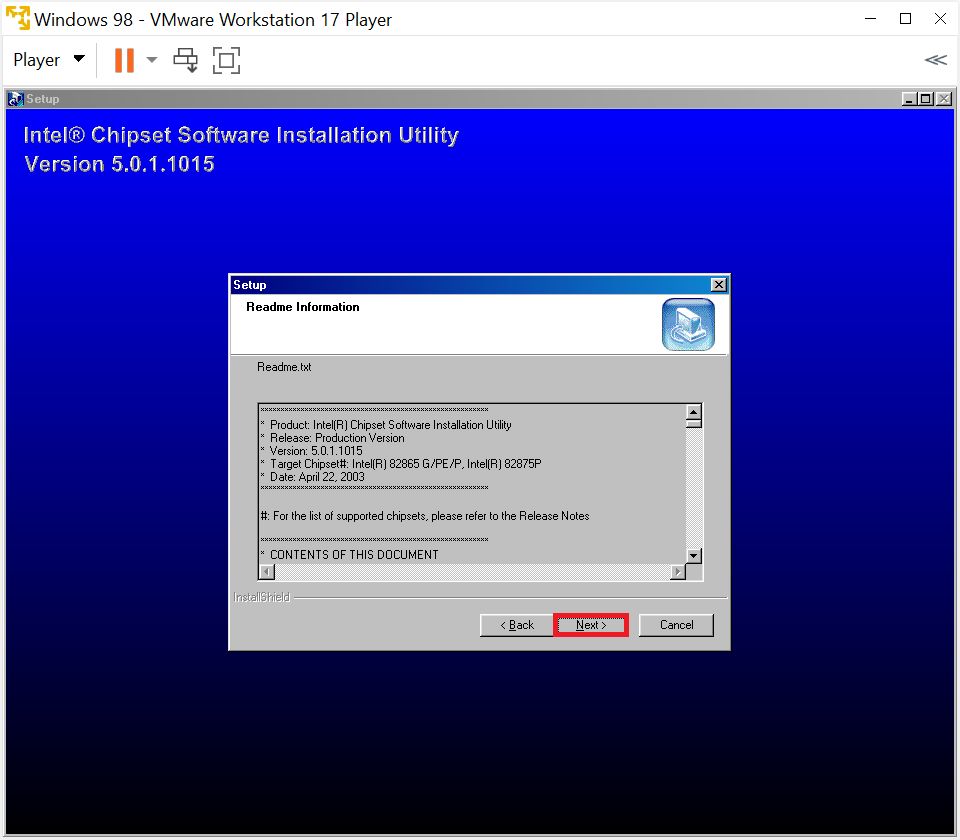 Windows 98 - VMware Workstation 17 Player
Player
Setup
Intel® Chipset Software Installation Utility
Version 5.0.1.1015
Setup
Readme Information
Readme.txt
*********************************************************
* Product: Intel(R) Chipset Software Installation Utility
* Release: Production Version
* Version: 5.0.1.1015
* Target Chipset#: Intel(R) 82865 G/PE/P, Intel(R) 82875P
* Date: April 22, 2003
*********************************************************
#: For the list of supported chipsets, please refer to the Release Notes
*********************************************************
* CONTENTS OF THIS DOCUMENT
InstallShield
< Back
Next >
Cancel